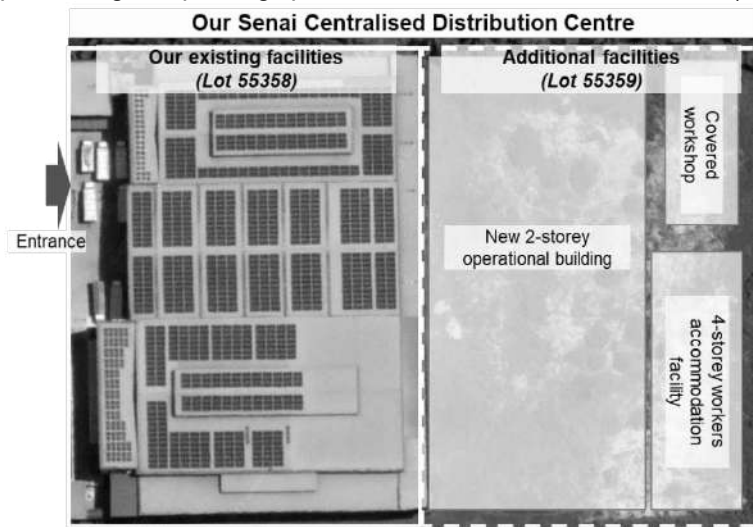 Our Senai Centralised Distribution Centre
Our existing facilities
(Lot 55358)
Additional facilities
(Lot 55359)
Covered
workshop
Entrance
New 2-storey
operational building
4-storey workers
accommodation
facility